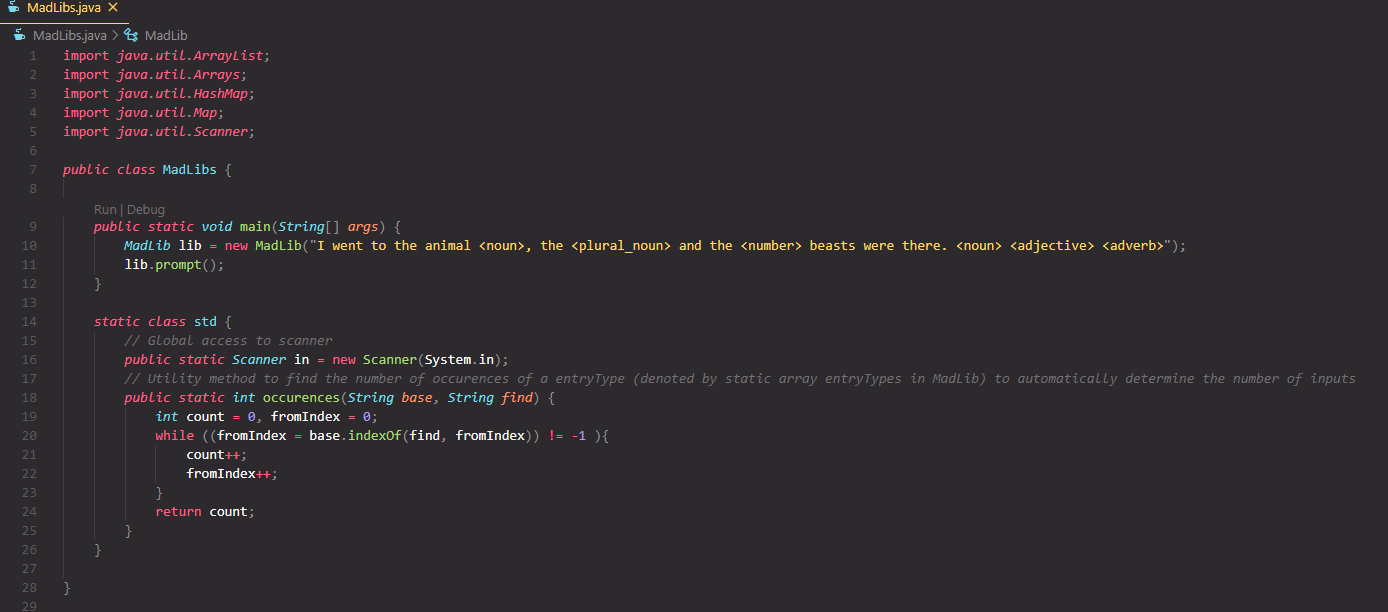 MadLibs.java ×
MadLibs.java > MadLib
1 import java.util.ArrayList;
2 import java.util.Arrays;
3 import java.util.HashMap;
4 import java.util.Map;
5 import java.util.Scanner;
6
7 public class MadLibs {
8
Run | Debug
9 public static void main(String[] args) {
10 MadLib lib = new MadLib("I went to the animal <noun>, the <plural_noun> and the <number> beasts were there. <noun> <adjective> <adverb>");
11 lib.prompt();
12 }
13
14 static class std {
15 // Global access to scanner
16 public static Scanner in = new Scanner(System.in);
17 // Utility method to find the number of occurences of a entryType (denoted by static array entryTypes in MadLib) to automatically determine the number of inputs
18 public static int occurences(String base, String find) {
19 int count = 0, fromIndex = 0;
20 while ((fromIndex = base.indexOf(find, fromIndex)) != -1 ){
21 count++;
22 fromIndex++;
23 }
24 return count;
25 }
26 }
27
28 }
29